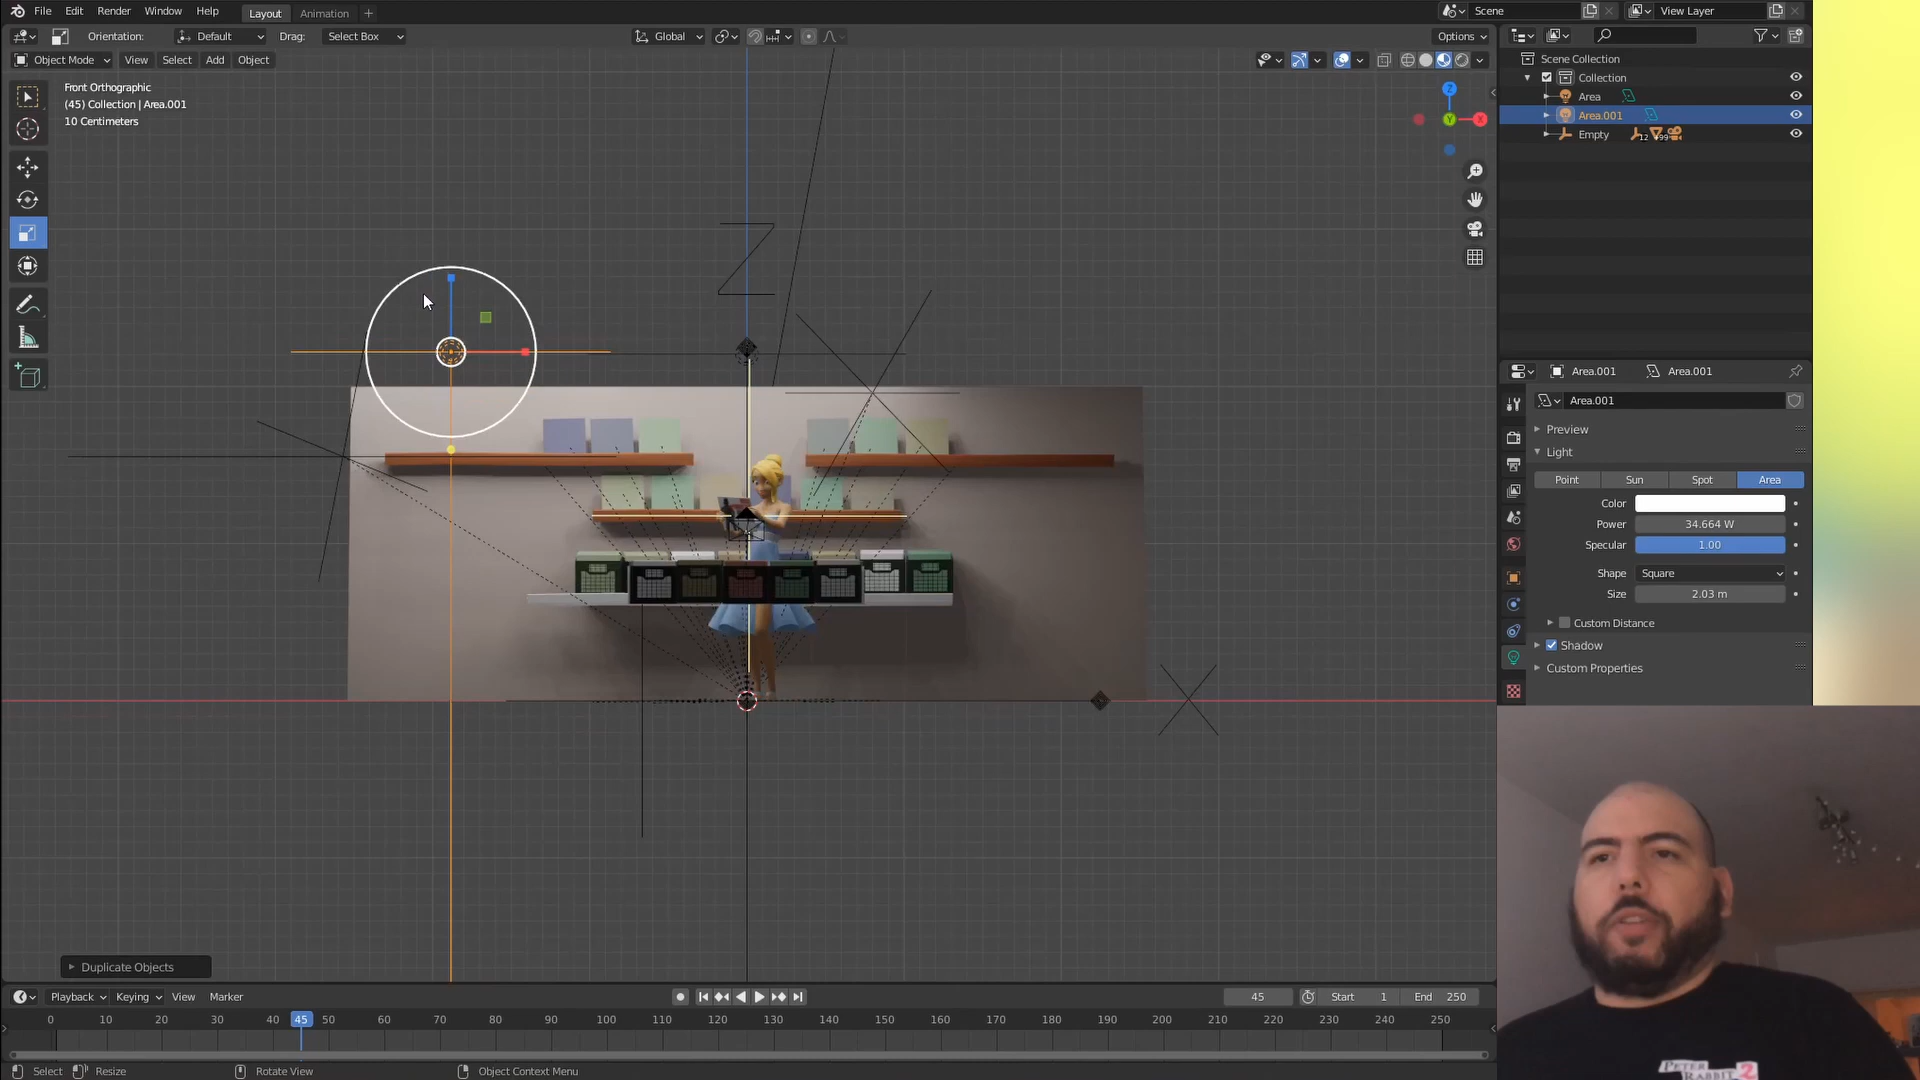 File Edit Render Window Help Layout Animation + Scene View Layer
Orientation: Default Drag: Select Box Global Options
Object Mode View Select Add Object
Front Orthographic
(45) Collection | Area.001
10 Centimeters
Z
X
Y
Scene Collection
Collection
Area
Area.001
Empty
12
+99
Area.001 Area.001
Area.001
Preview
Light
Point Sun Spot Area
Color
Power 34.664 W
Specular 1.00
Shape Square
Size 2.03 m
Custom Distance
Shadow
Custom Properties
Duplicate Objects
Playback Keying View Marker 45 Start 1 End 250
0 10 20 30 40 45 50 60 70 80 90 100 110 120 130 140 150 160 170 180 190 200 210 220 230 240 250
Select Resize Rotate View Object Context Menu
PETER
RABBIT 2